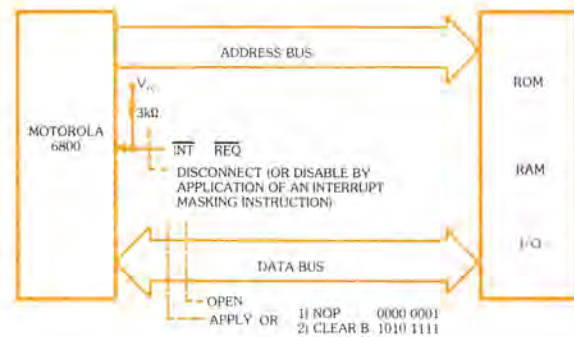 ADDRESS BUS
ROM
Vcc
3kΩ
MOTOROLA
6800
INT REQ
RAM
DISCONNECT (OR DISABLE BY
APPLICATION OF AN INTERRUPT
MASKING INSTRUCTION)
I/O
DATA BUS
OPEN
APPLY OR 1) NOP 0000 0001
2) CLEAR B 1010 1111